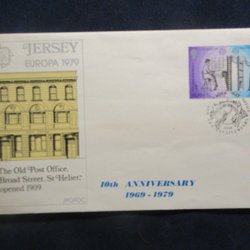 JERSEY
EUROPA 1979
The Old Post Office,
Broad Street, St Helier,
opened 1909
10th ANNIVERSARY
1969 - 1979